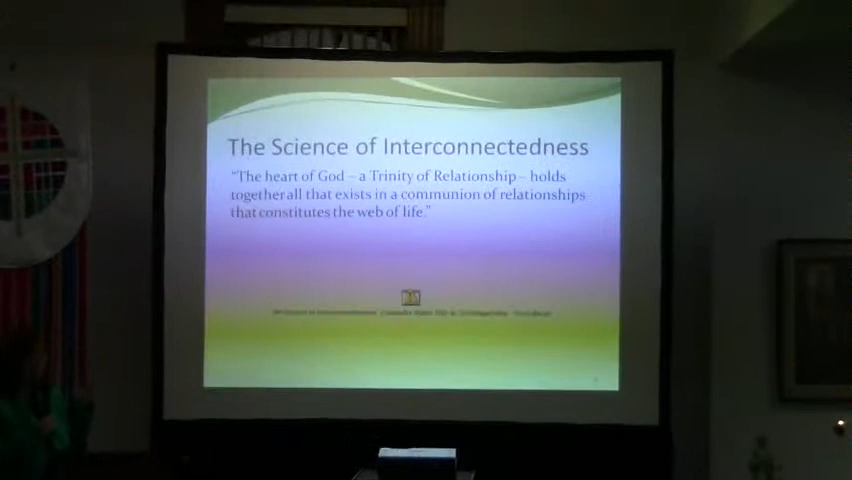 The Science of Interconnectedness
“The heart of God – a Trinity of Relationship – holds
together all that exists in a communion of relationships
that constitutes the web of life.”